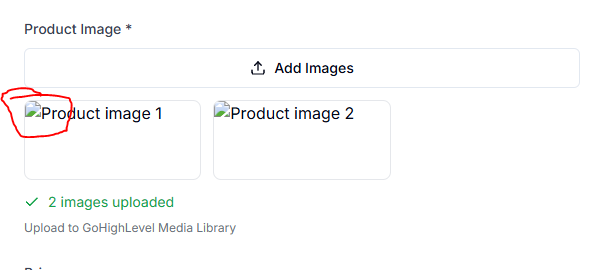 Product Image *
Add Images
Product image 1
Product image 2
2 images uploaded
Upload to GoHighLevel Media Library